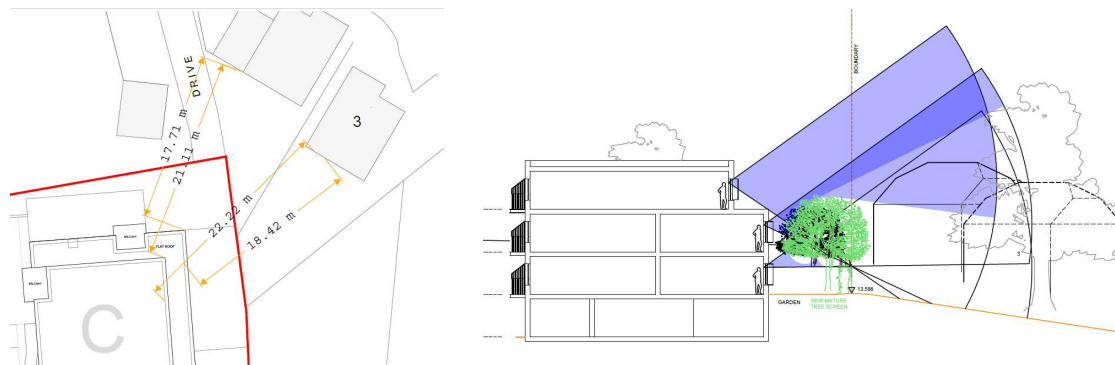 DRIVE
17.71 m
21.11 m
3
22.22 m
18.42 m
BALCONY
FLAT ROOF
BALCONY
C
BOUNDARY
3
13.586
GARDEN
NEW MATURE
TREE SCREEN